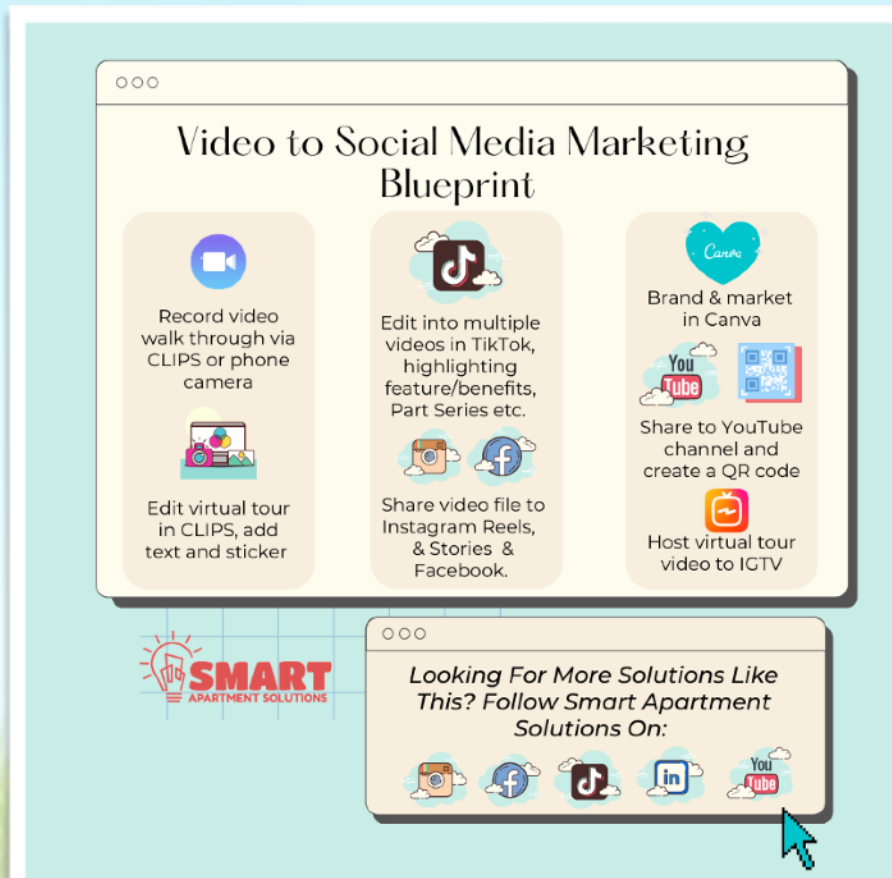 Video to Social Media Marketing
Blueprint
Record video
walk through via
CLIPS or phone
camera
Edit virtual tour
in CLIPS, add
text and sticker
Edit into multiple
videos in TikTok,
highlighting
feature/benefits,
Part Series etc.
Share video file to
Instagram Reels,
& Stories &
Facebook.
Canva
Brand & market
in Canva
You
Tube
Share to YouTube
channel and
create a QR code
Host virtual tour
video to IGTV
SMART
APARTMENT SOLUTIONS
Looking For More Solutions Like
This? Follow Smart Apartment
Solutions On:
in
You
Tube